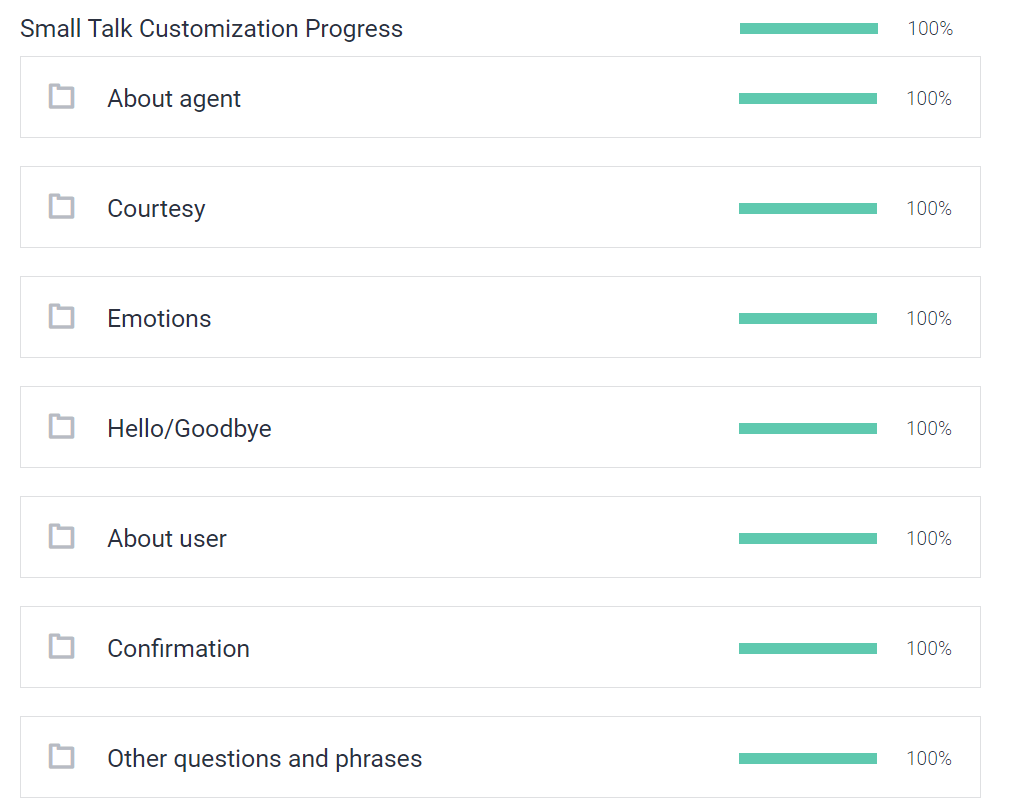 Small Talk Customization Progress 100%
About agent 100%
Courtesy 100%
Emotions 100%
Hello/Goodbye 100%
About user 100%
Confirmation 100%
Other questions and phrases 100%